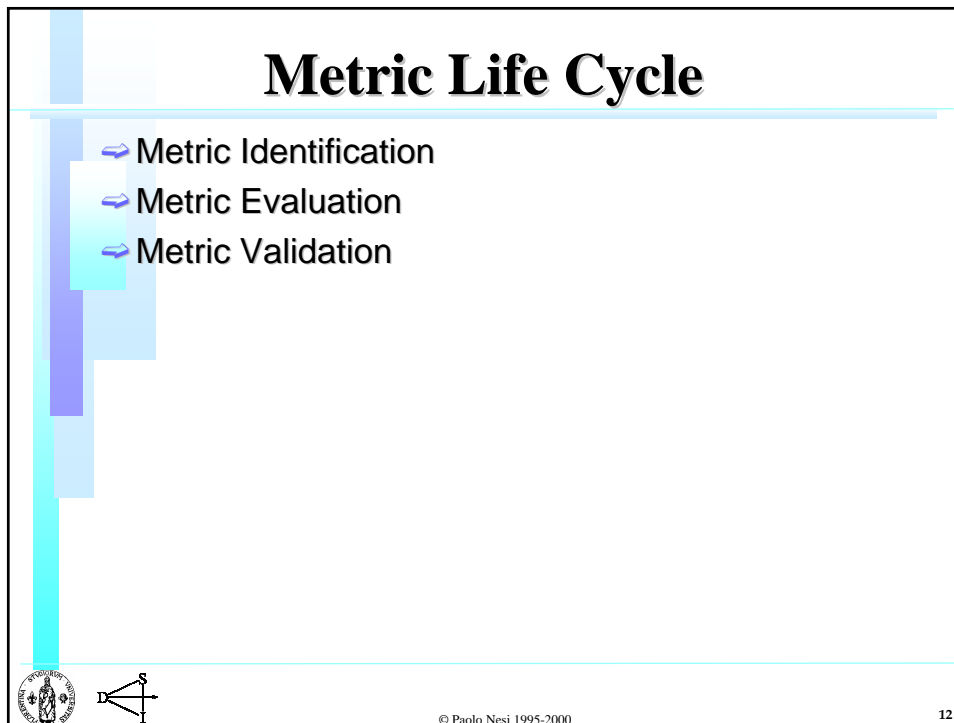 Metric Life Cycle
Metric Identification
Metric Evaluation
Metric Validation
D S I
© Paolo Nesi 1995-2000
12